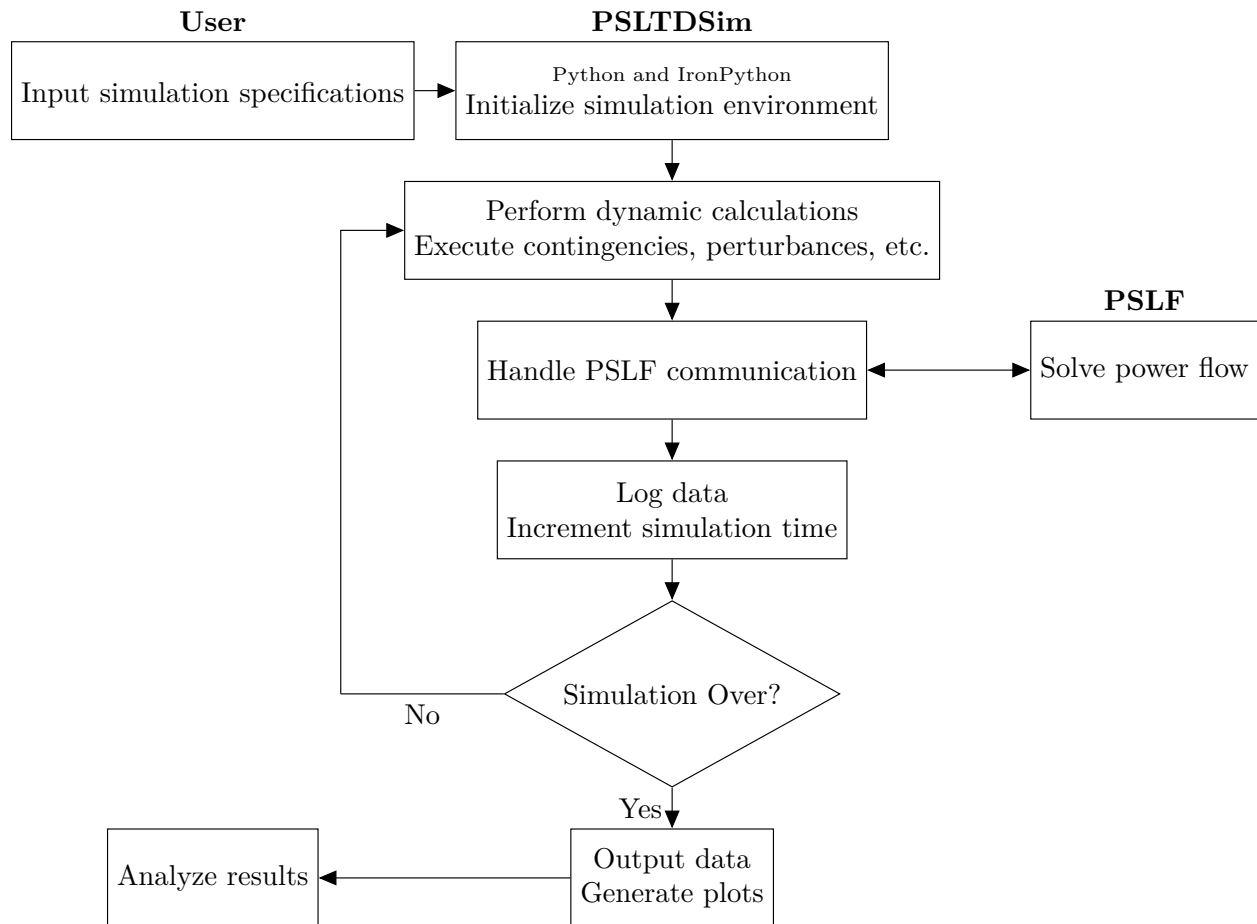 User
PSLTDSim
Input simulation specifications
Python and IronPython
Initialize simulation environment
Perform dynamic calculations
Execute contingencies, perturbances, etc.
PSLF
Handle PSLF communication
Solve power flow
Log data
Increment simulation time
Simulation Over?
No
Yes
Analyze results
Output data
Generate plots